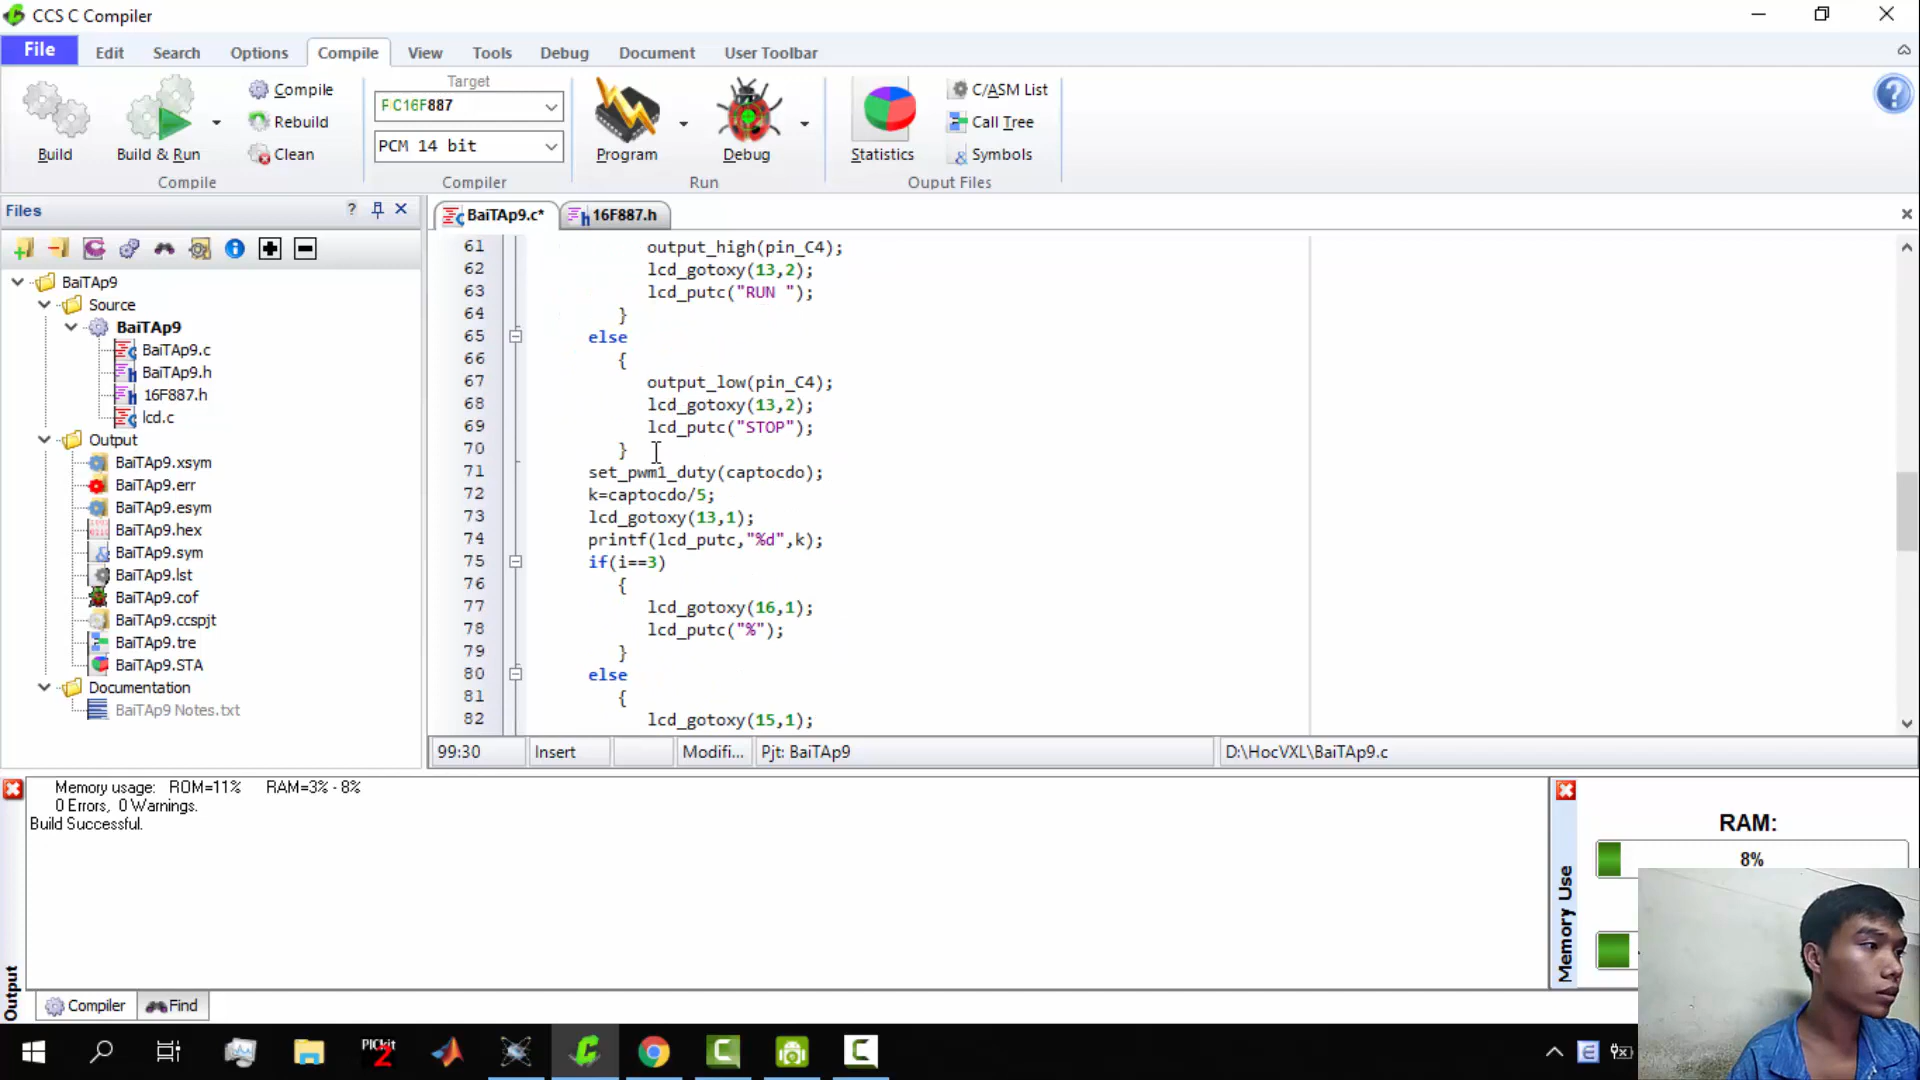 CCS C Compiler
File Edit Search Options Compile View Tools Debug Document User Toolbar
Build
Build & Run
Compile
Rebuild
Clean
Compile
Target
PIC16F887
PCM 14 bit
Compiler
Program
Debug
Run
Statistics
C/ASM List
Call Tree
Symbols
Ouput Files
Files
BaiTAp9
Source
BaiTAp9
BaiTAp9.c
BaiTAp9.h
16F887.h
lcd.c
Output
BaiTAp9.xsym
BaiTAp9.err
BaiTAp9.esym
BaiTAp9.hex
BaiTAp9.sym
BaiTAp9.lst
BaiTAp9.cof
BaiTAp9.ccspjt
BaiTAp9.tre
BaiTAp9.STA
Documentation
BaiTAp9 Notes.txt
BaiTAp9.c* 16F887.h
61 output_high(pin_C4);
62 lcd_gotoxy(13,2);
63 lcd_putc("RUN ");
64 }
65 else
66 {
67 output_low(pin_C4);
68 lcd_gotoxy(13,2);
69 lcd_putc("STOP");
70 }
71 set_pwm1_duty(captocdo);
72 k=captocdo/5;
73 lcd_gotoxy(13,1);
74 printf(lcd_putc,"%d",k);
75 if(i==3)
76 {
77 lcd_gotoxy(16,1);
78 lcd_putc("%");
79 }
80 else
81 {
82 lcd_gotoxy(15,1);
99:30 Insert Modifi... Pjt: BaiTAp9 D:\HocVXL\BaiTAp9.c
Memory usage: ROM=11% RAM=3% - 8%
0 Errors, 0 Warnings.
Build Successful.
Output
Compiler Find
Memory Use
RAM:
8%
PICkit
2